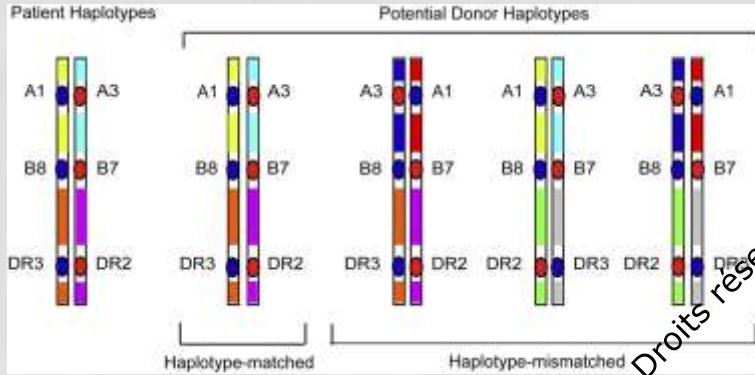 Patient Haplotypes Potential Donor Haplotypes
A1 A3 A1 A3 A3 A1 A1 A3 A3 A1
B8 B7 B8 B7 B8 B7 B8 B7 B8 B7
DR3 DR2 DR3 DR2 DR3 DR2 DR2 DR3 DR2
Haplotype-matched Haplotype-mismatched
Droits